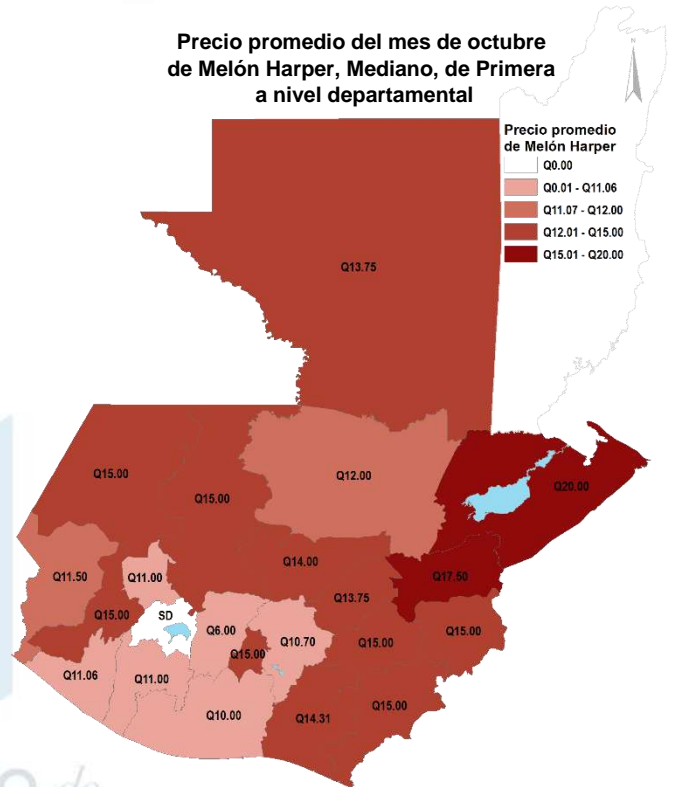 Precio promedio del mes de octubre
de Melón Harper, Mediano, de Primera
a nivel departamental
N
Precio promedio
de Melón Harper
Q0.00
Q0.01 - Q11.06
Q11.07 - Q12.00
Q12.01 - Q15.00
Q15.01 - Q20.00
Q13.75
Q15.00
Q15.00
Q12.00
Q20.00
Q14.00
Q11.50
Q11.00
Q17.50
Q13.75
Q15.00
SD
Q6.00
Q10.70
Q15.00
Q15.00
Q15.00
Q11.06
Q11.00
Q10.00
Q14.31
Q15.00
de